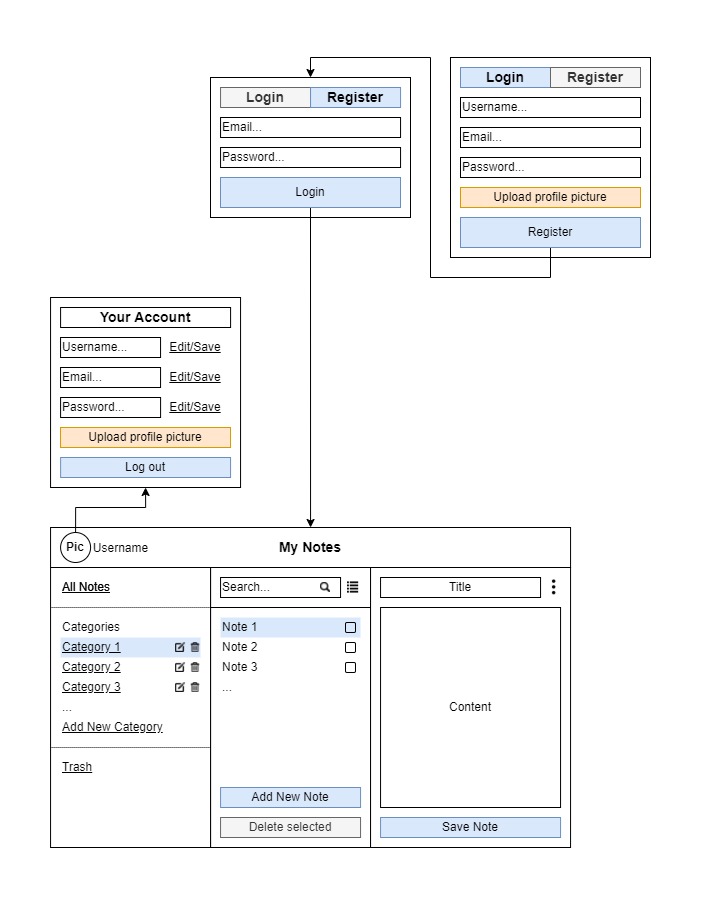 Login Register
Email...
Password...
Login
Login Register
Username...
Email...
Password...
Upload profile picture
Register
Your Account
Username... Edit/Save
Email... Edit/Save
Password... Edit/Save
Upload profile picture
Log out
Pic Username My Notes
All Notes
Categories
Category 1
Category 2
Category 3
...
Add New Category
Trash
Search...
Note 1
Note 2
Note 3
...
Add New Note
Delete selected
Title
Content
Save Note